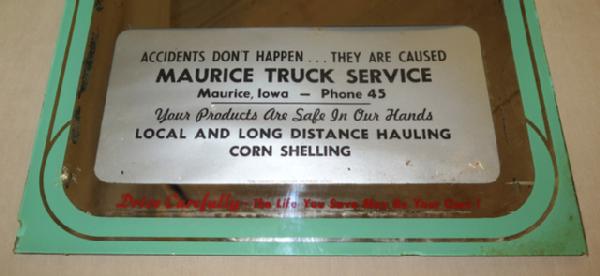 ACCIDENTS DON'T HAPPEN... THEY ARE CAUSED
MAURICE TRUCK SERVICE
Maurice, Iowa — Phone 45
Your Products Are Safe In Our Hands
LOCAL AND LONG DISTANCE HAULING
CORN SHELLING
Drive Carefully - The Life You Save May Be Your Own!